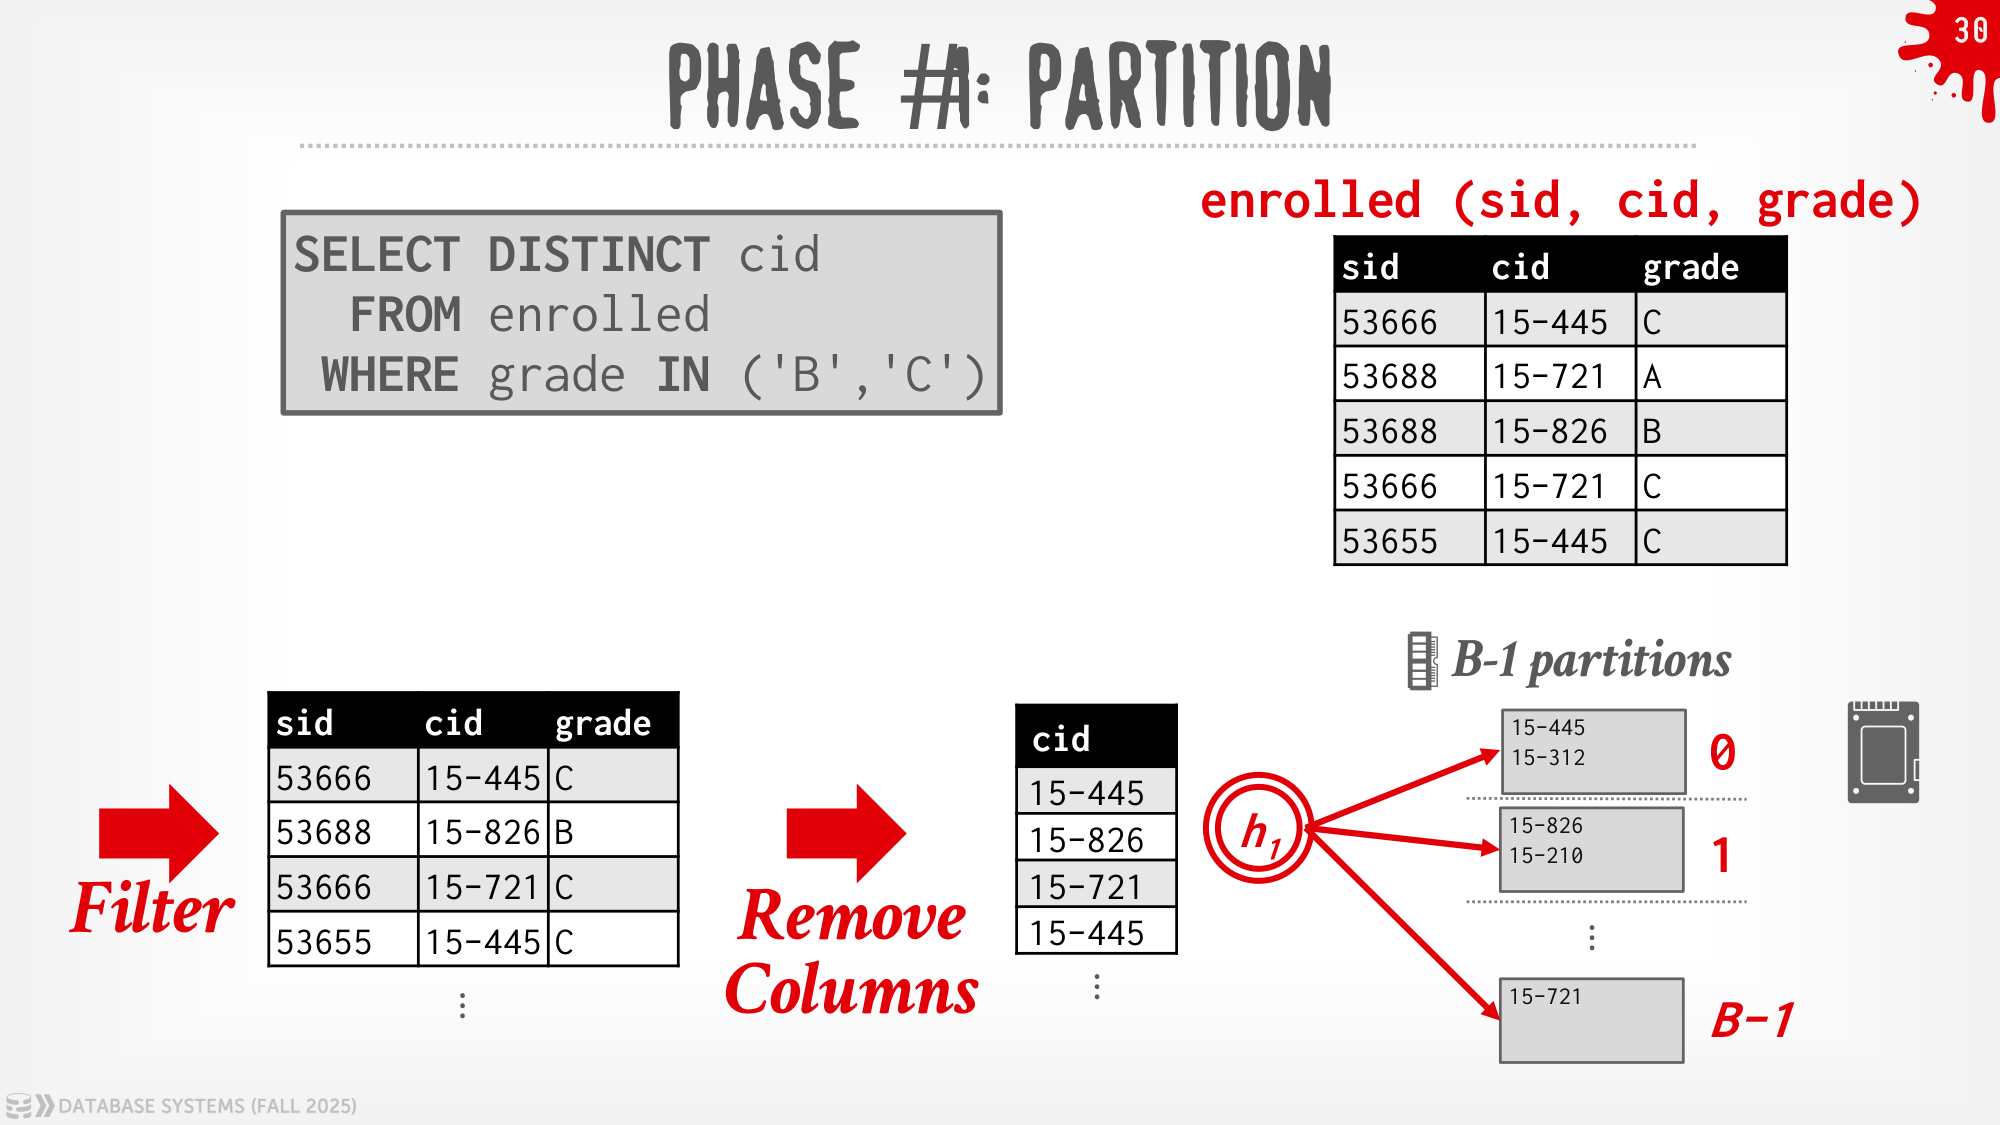 30
PHASE #1: PARTITION
SELECT DISTINCT cid
FROM enrolled
WHERE grade IN ('B','C')
enrolled (sid, cid, grade)
sid cid grade
53666 15-445 C
53688 15-721 A
53688 15-826 B
53666 15-721 C
53655 15-445 C
Filter
sid cid grade
53666 15-445 C
53688 15-826 B
53666 15-721 C
53655 15-445 C
⋮
Remove
Columns
cid
15-445
15-826
15-721
15-445
⋮
h1
B-1 partitions
15-445
15-312
0
15-826
15-210
1
⋮
15-721
B-1
DATABASE SYSTEMS (FALL 2025)